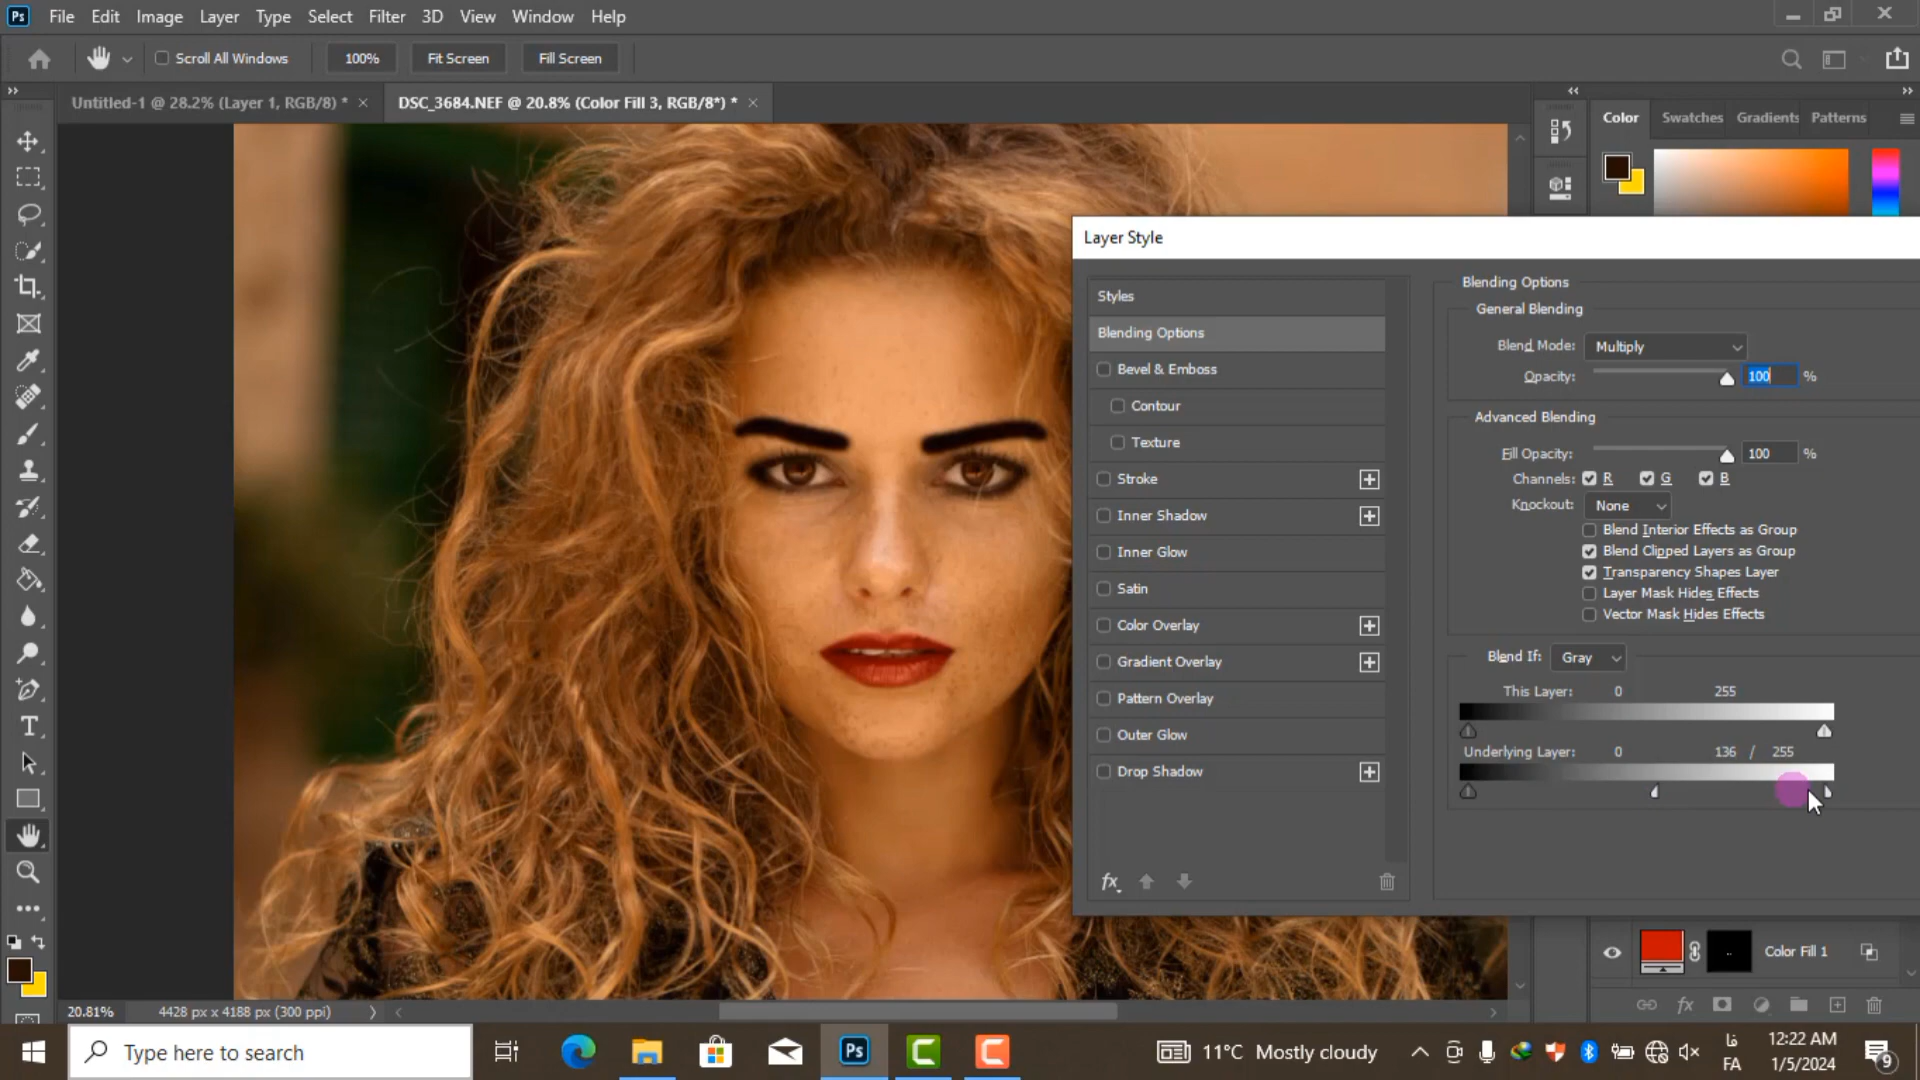 Ps File Edit Image Layer Type Select Filter 3D View Window Help
Scroll All Windows 100% Fit Screen Fill Screen
Untitled-1 @ 28.2% (Layer 1, RGB/8) * × DSC_3684.NEF @ 20.8% (Color Fill 3, RGB/8*) * ×
Color Swatches Gradients Patterns
Layer Style
Styles
Blending Options
Bevel & Emboss
Contour
Texture
Stroke
Inner Shadow
Inner Glow
Satin
Color Overlay
Gradient Overlay
Pattern Overlay
Outer Glow
Drop Shadow
fx
Blending Options
General Blending
Blend Mode: Multiply
Opacity: 100 %
Advanced Blending
Fill Opacity: 100 %
Channels: R G B
Knockout: None
Blend Interior Effects as Group
Blend Clipped Layers as Group
Transparency Shapes Layer
Layer Mask Hides Effects
Vector Mask Hides Effects
Blend If: Gray
This Layer: 0 255
Underlying Layer: 0 136 / 255
Color Fill 1
fx
20.81% 4428 px x 4188 px (300 ppi)
Type here to search
Ps
11°C Mostly cloudy
فا
FA
12:22 AM
1/5/2024
9